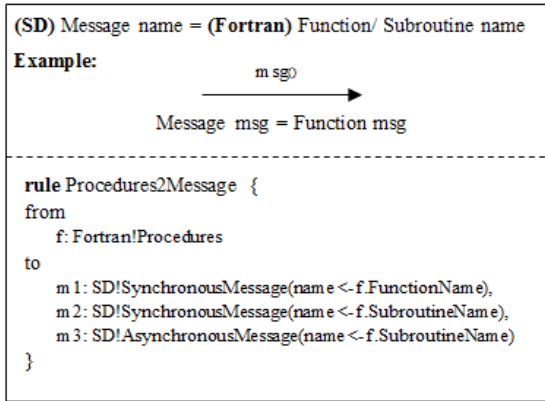 (SD) Message name = (Fortran) Function/ Subroutine name
Example:
m sg()
Message msg = Function msg
rule Procedures2Message {
from
f: Fortran!Procedures
to
m1: SD!SynchronousMessage(name<-f.FunctionName),
m2: SD!SynchronousMessage(name<-f.SubroutineName),
m3: SD!AsynchronousMessage(name<-f.SubroutineName)
}